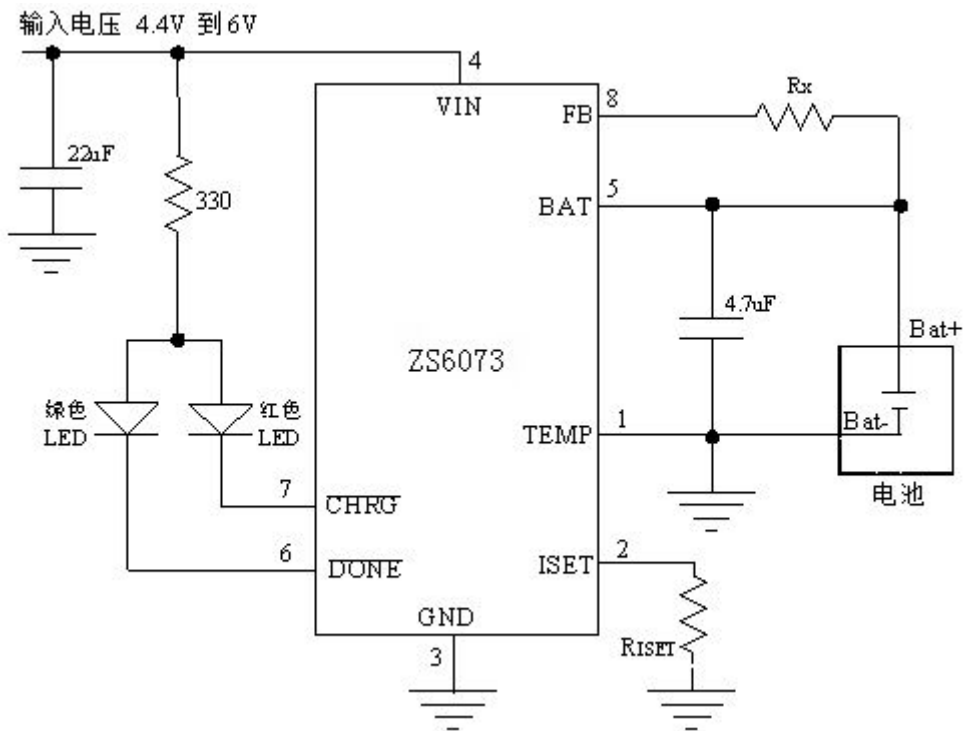 输入电压 4.4V 到 6V
4
VIN
8
FB
Rx
22uF
330
5
BAT
4.7uF
Bat+
ZS6073
绿色
LED
红色
LED
Bat-
TEMP
1
电池
7
CHRG
6
DONE
ISET
2
GND
3
RISET